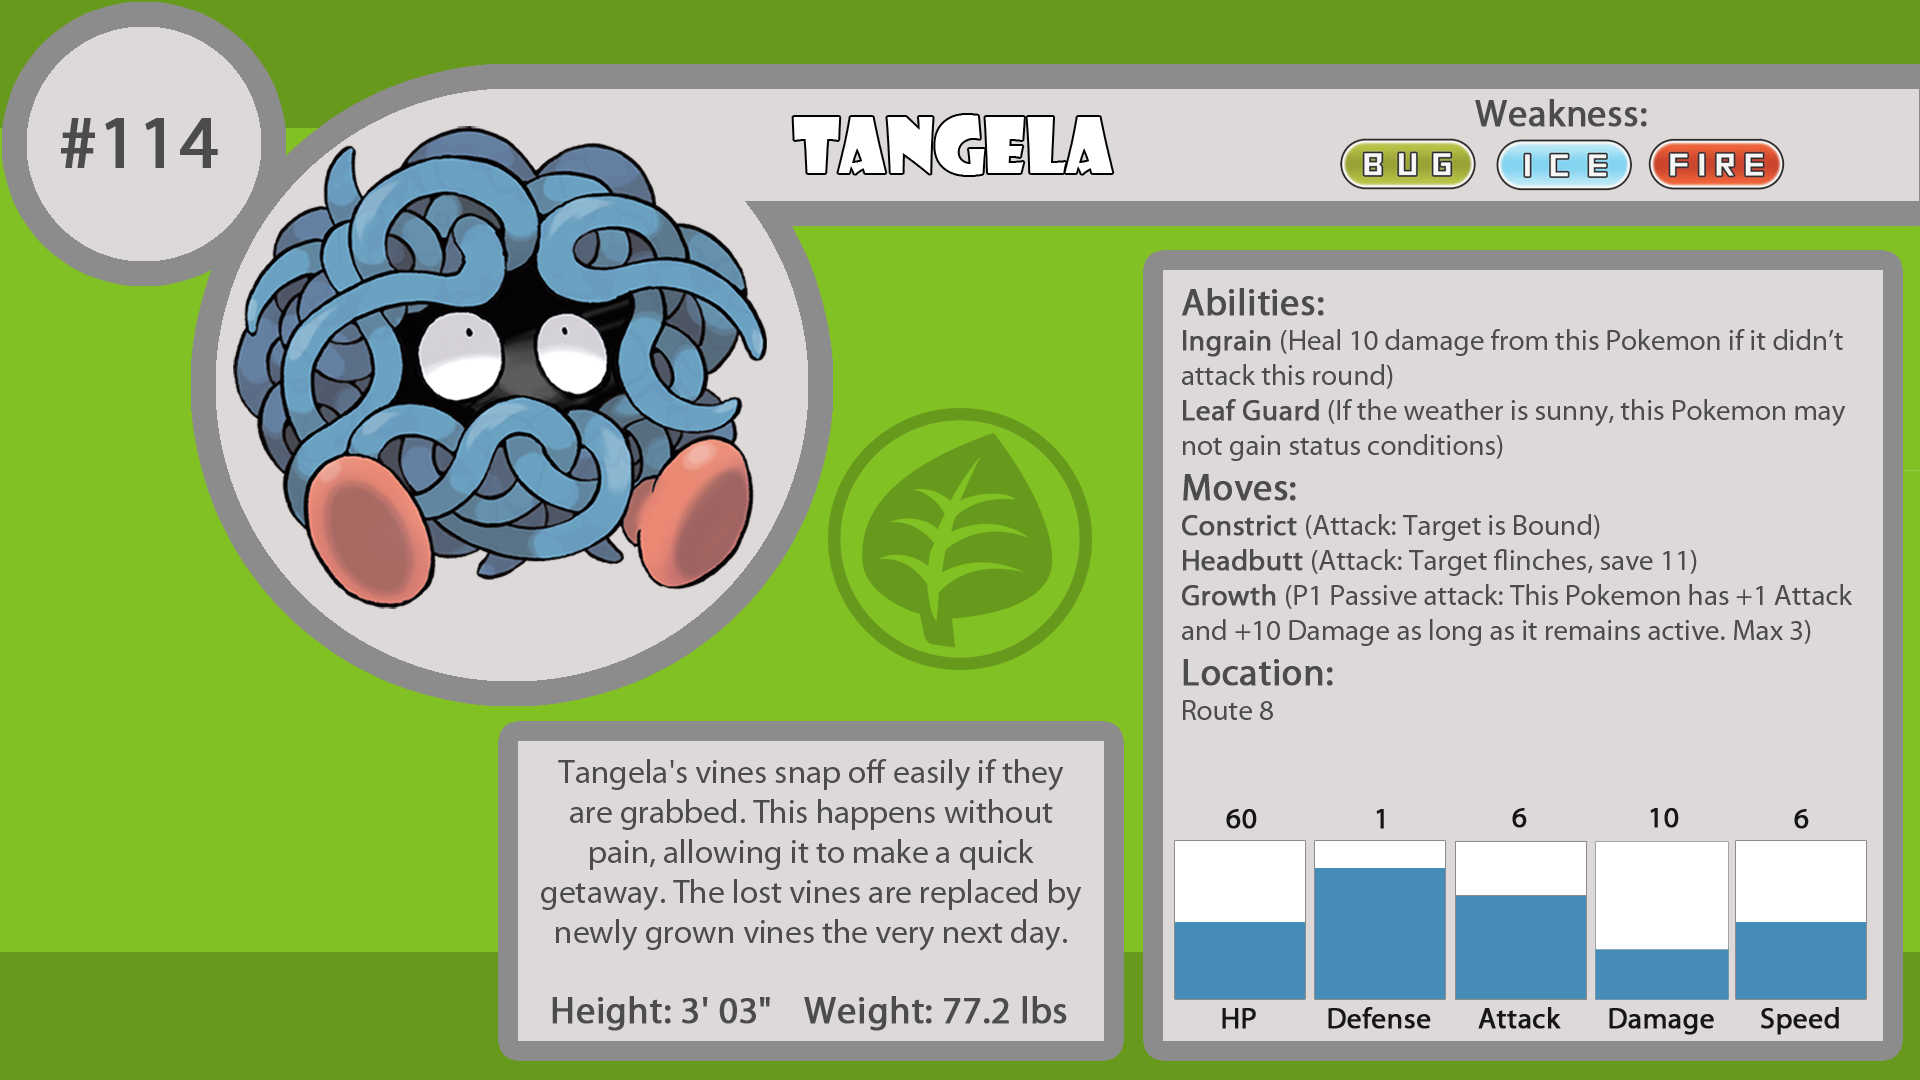 #114
TANGELA
Weakness:
BUG ICE FIRE
Abilities:
Ingrain (Heal 10 damage from this Pokemon if it didn’t
attack this round)
Leaf Guard (If the weather is sunny, this Pokemon may
not gain status conditions)
Moves:
Constrict (Attack: Target is Bound)
Headbutt (Attack: Target flinches, save 11)
Growth (P1 Passive attack: This Pokemon has +1 Attack
and +10 Damage as long as it remains active. Max 3)
Location:
Route 8
Tangela's vines snap off easily if they
are grabbed. This happens without
pain, allowing it to make a quick
getaway. The lost vines are replaced by
newly grown vines the very next day.
Height: 3' 03" Weight: 77.2 lbs
60 1 6 10 6
HP Defense Attack Damage Speed